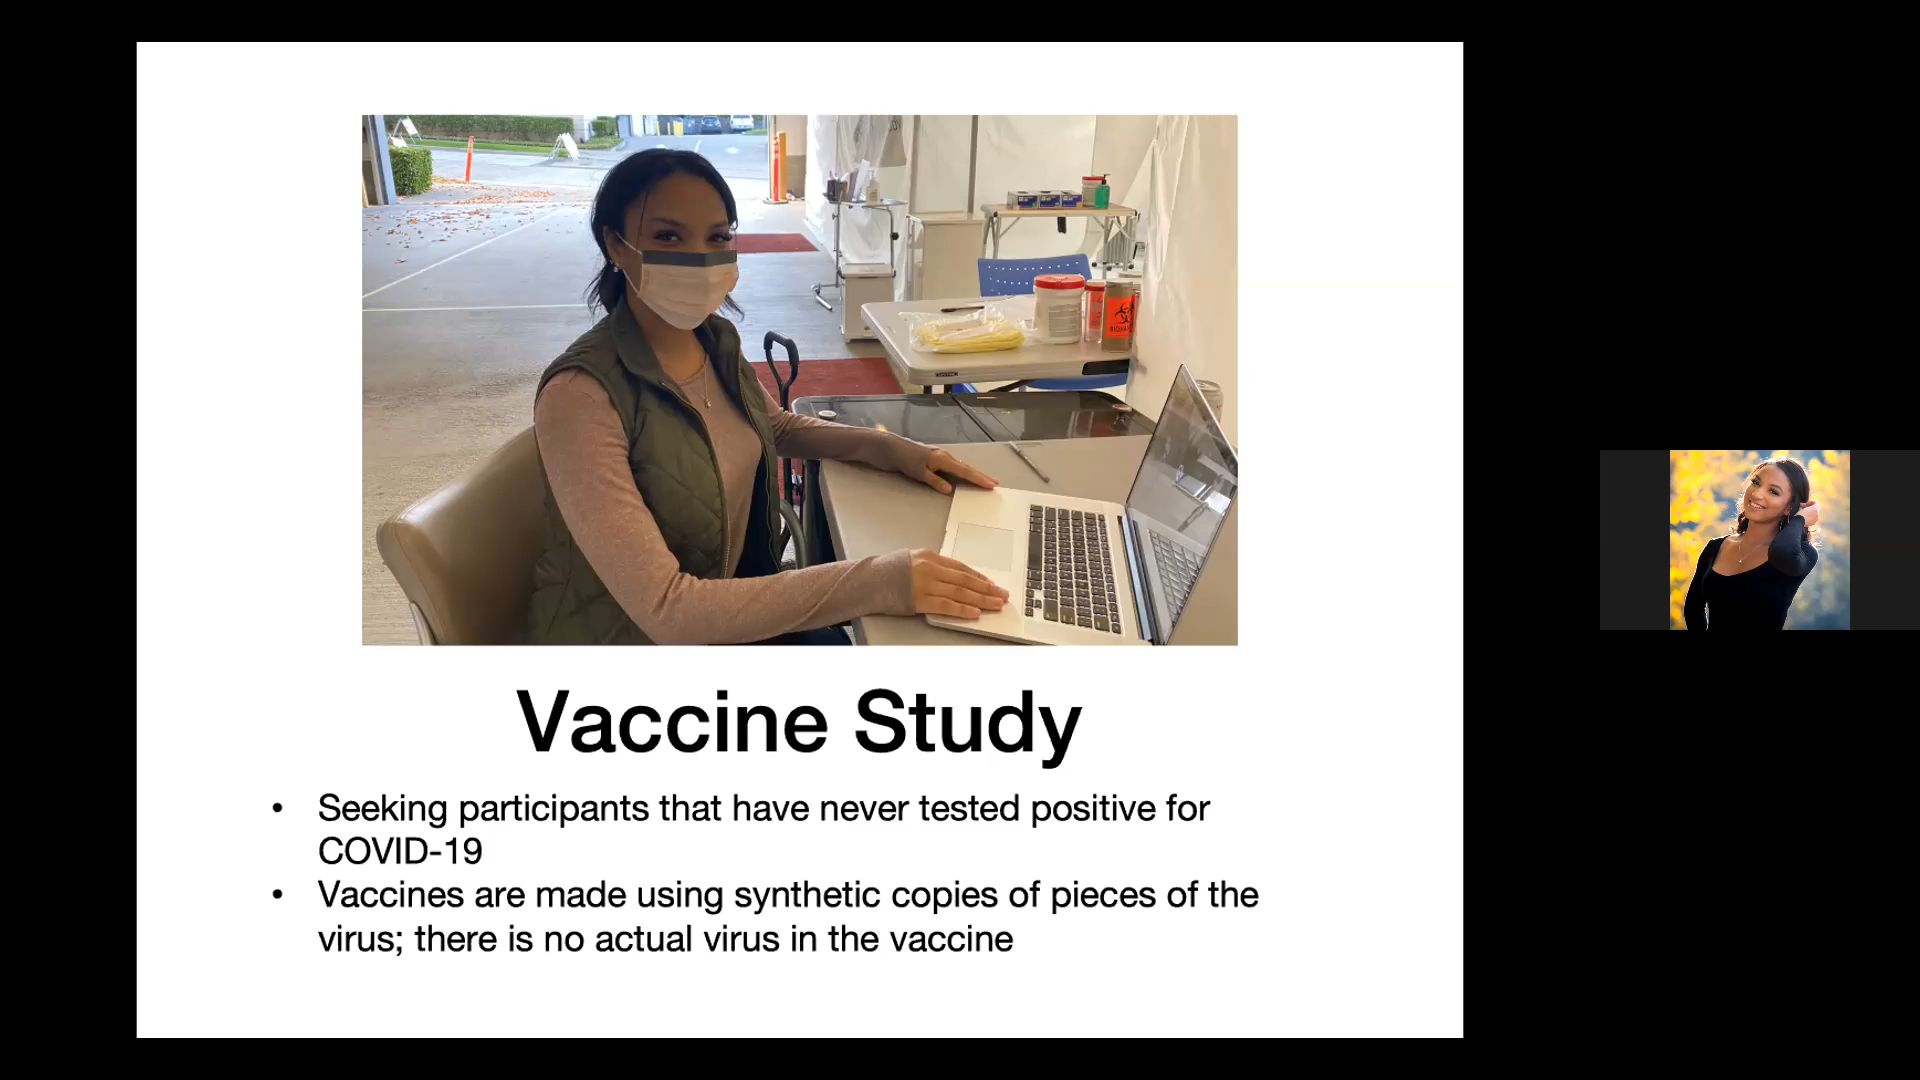 Vaccine Study
• Seeking participants that have never tested positive for
COVID-19
• Vaccines are made using synthetic copies of pieces of the
virus; there is no actual virus in the vaccine